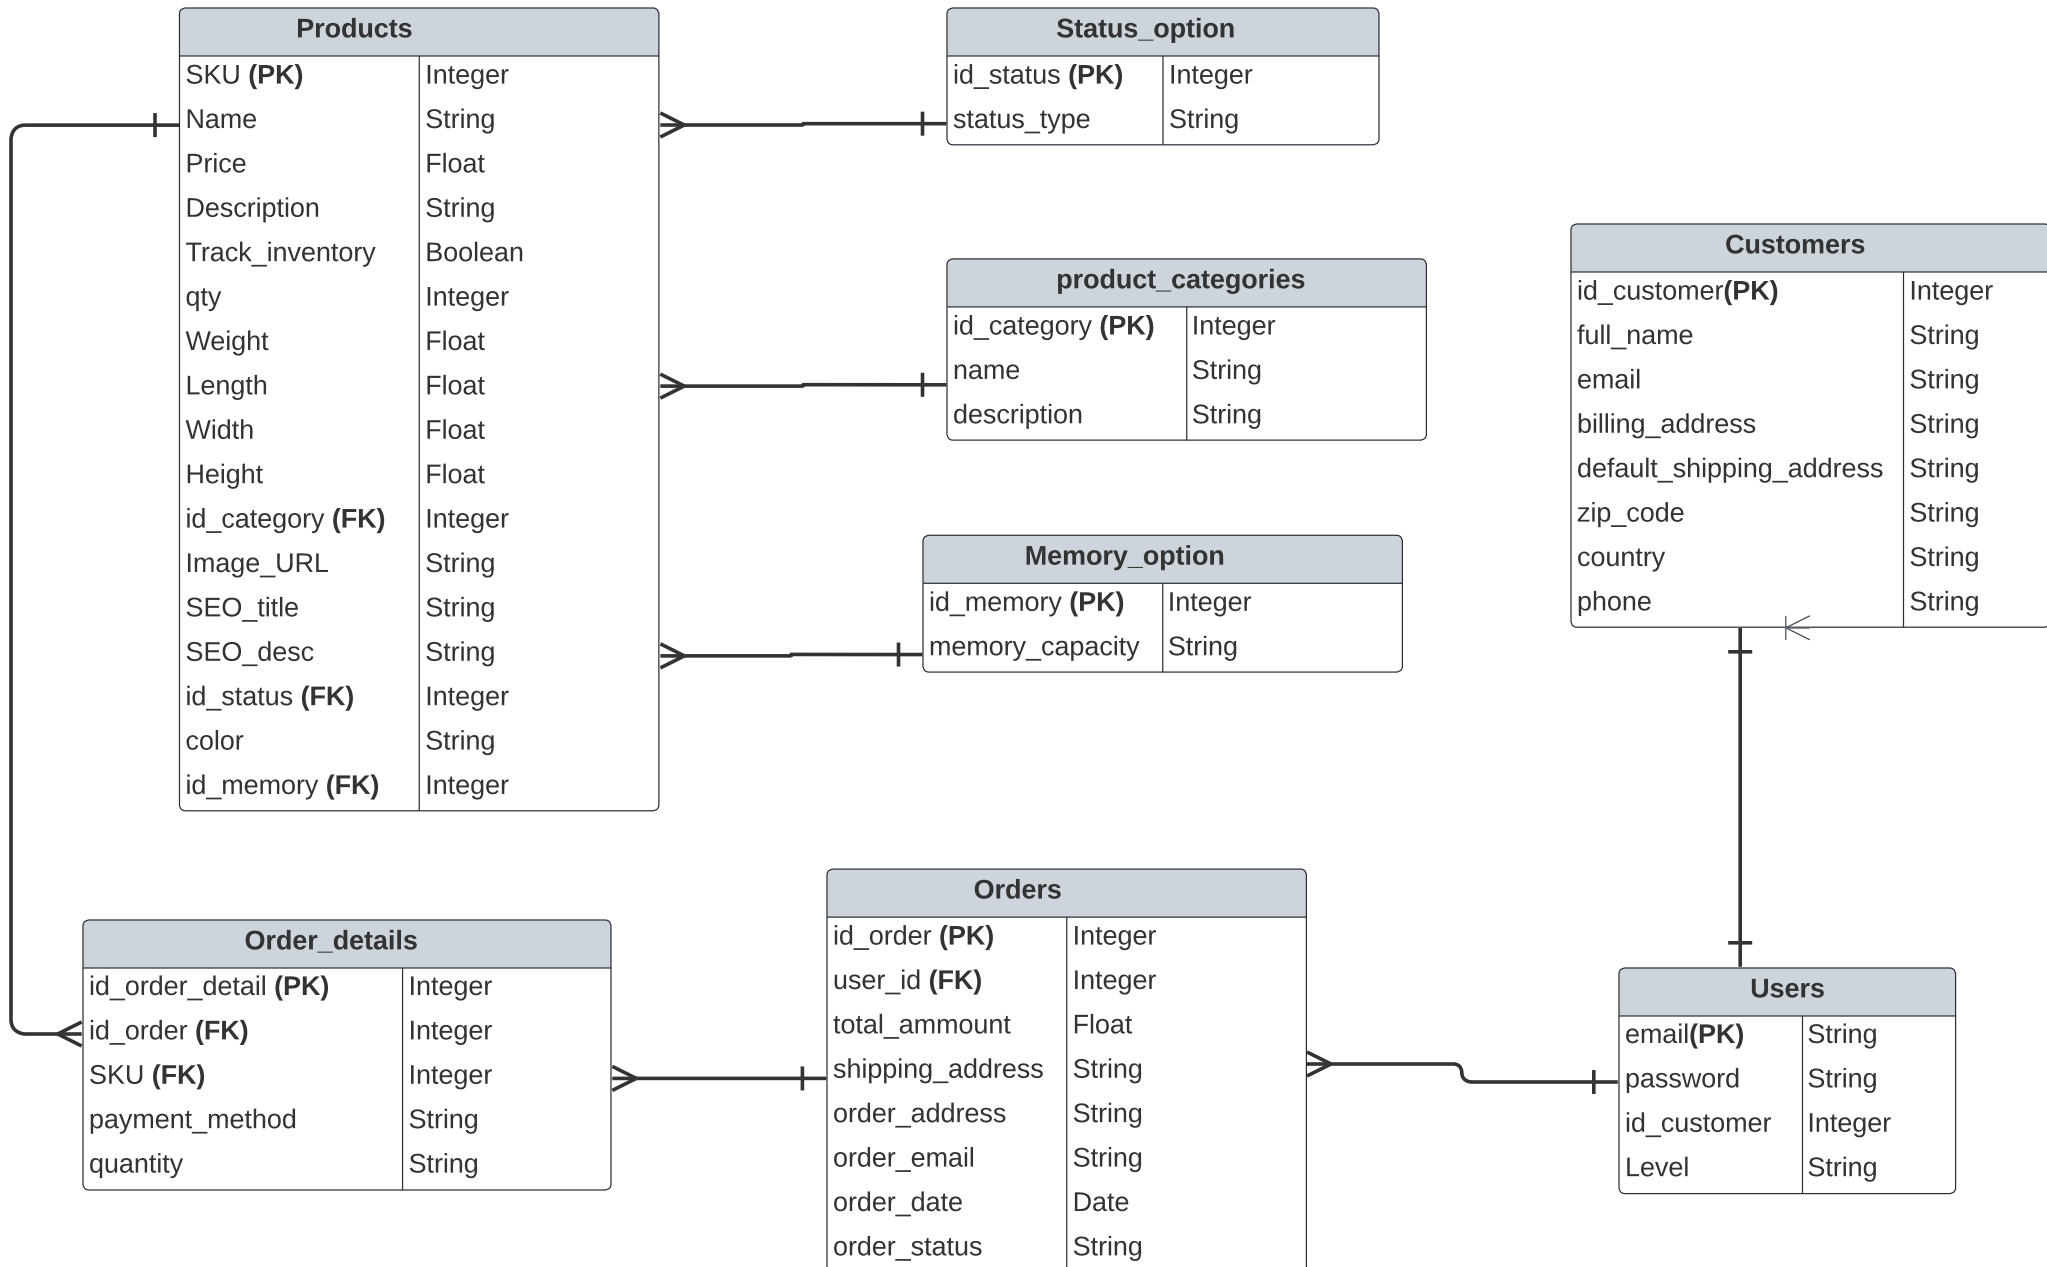 Products
SKU (PK) Integer
Name String
Price Float
Description String
Track_inventory Boolean
qty Integer
Weight Float
Length Float
Width Float
Height Float
id_category (FK) Integer
Image_URL String
SEO_title String
SEO_desc String
id_status (FK) Integer
color String
id_memory (FK) Integer
Status_option
id_status (PK) Integer
status_type String
product_categories
id_category (PK) Integer
name String
description String
Memory_option
id_memory (PK) Integer
memory_capacity String
Customers
id_customer(PK) Integer
full_name String
email String
billing_address String
default_shipping_address String
zip_code String
country String
phone String
Order_details
id_order_detail (PK) Integer
id_order (FK) Integer
SKU (FK) Integer
payment_method String
quantity String
Orders
id_order (PK) Integer
user_id (FK) Integer
total_ammount Float
shipping_address String
order_address String
order_email String
order_date Date
order_status String
Users
email(PK) String
password String
id_customer Integer
Level String